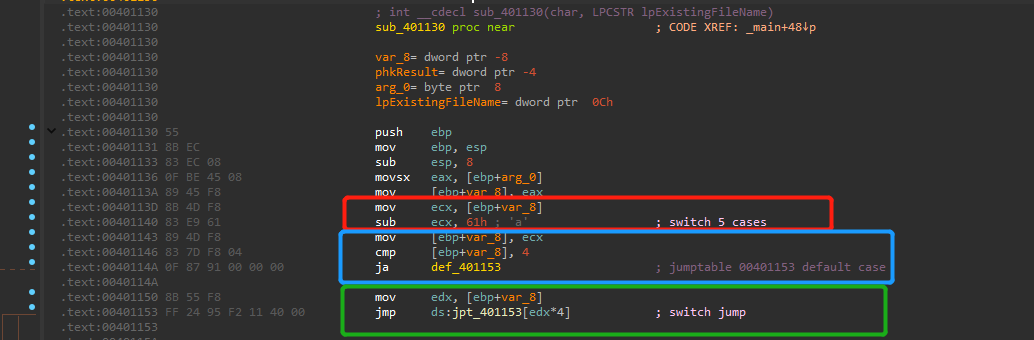 .text:00401130 ; int __cdecl sub_401130(char, LPCSTR lpExistingFileName)
.text:00401130 sub_401130 proc near ; CODE XREF: _main+48↓p
.text:00401130
.text:00401130 var_8= dword ptr -8
.text:00401130 phkResult= dword ptr -4
.text:00401130 arg_0= byte ptr 8
.text:00401130 lpExistingFileName= dword ptr 0Ch
.text:00401130
.text:00401130 55 push ebp
.text:00401131 8B EC mov ebp, esp
.text:00401133 83 EC 08 sub esp, 8
.text:00401136 0F BE 45 08 movsx eax, [ebp+arg_0]
.text:0040113A 89 45 F8 mov [ebp+var_8], eax
.text:0040113D 8B 4D F8 mov ecx, [ebp+var_8]
.text:00401140 83 E9 61 sub ecx, 61h ; 'a' ; switch 5 cases
.text:00401143 89 4D F8 mov [ebp+var_8], ecx
.text:00401146 83 7D F8 04 cmp [ebp+var_8], 4
.text:0040114A 0F 87 91 00 00 00 ja def_401153 ; jumptable 00401153 default case
.text:0040114A
.text:00401150 8B 55 F8 mov edx, [ebp+var_8]
.text:00401153 FF 24 95 F2 11 40 00 jmp ds:jpt_401153[edx*4] ; switch jump
.text:00401153